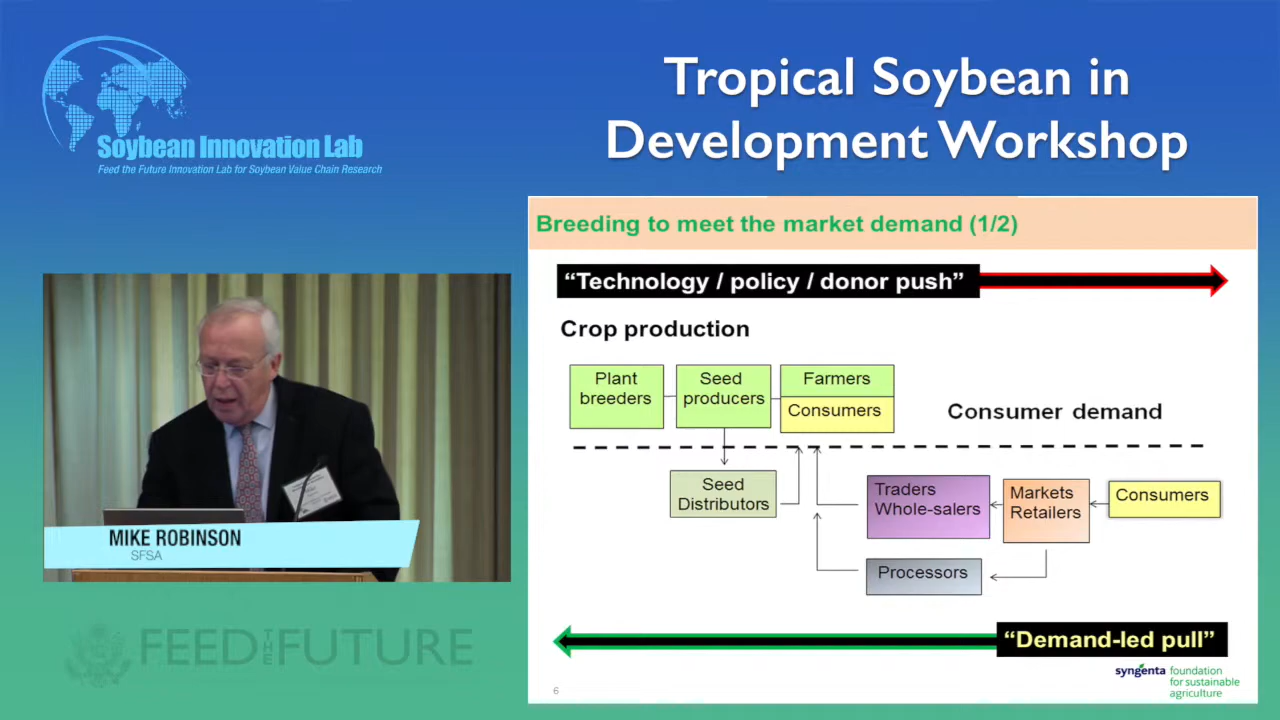 Soybean Innovation Lab
Feed the Future Innovation Lab for Soybean Value Chain Research
Tropical Soybean in
Development Workshop
Breeding to meet the market demand (1/2)
“Technology / policy / donor push”
Crop production
Plant
breeders
Seed
producers
Farmers
Consumers
Consumer demand
Seed
Distributors
Traders
Whole-salers
Markets
Retailers
Consumers
Processors
“Demand-led pull”
syngenta foundation
for sustainable
agriculture
6
MIKE ROBINSON
SFSA
FEED THE FUTURE